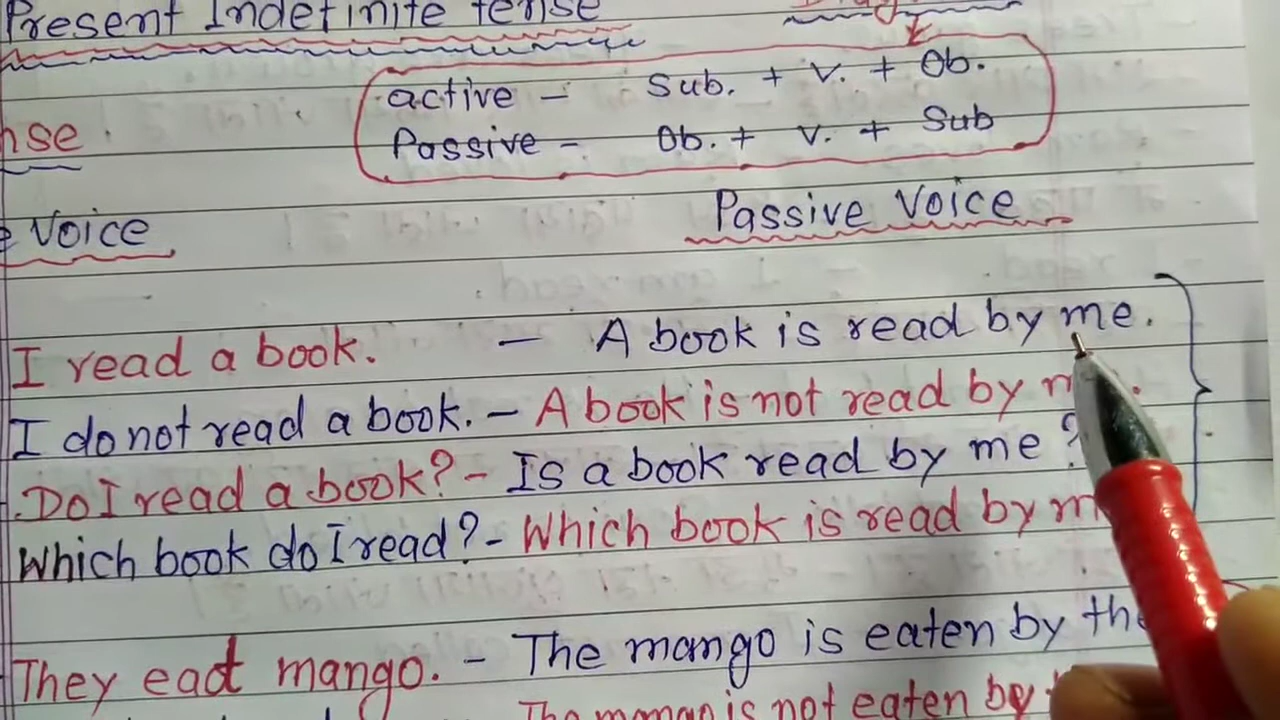 Present Indefinite tense
active - Sub. + V. + Ob.
nse
Passive - Ob. + V. + Sub
Voice
Passive Voice
I read a book. - A book is read by me.
I do not read a book. - A book is not read by
Do I read a book? - Is a book read by me?
Which book do I read? - Which book is read by
They eat mango. - The mango is eaten by
The mango is not eaten by